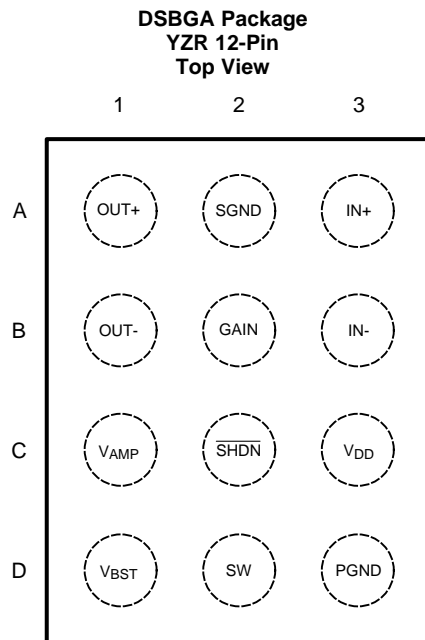 DSBGA Package
YZR 12-Pin
Top View
1 2 3
A OUT+ SGND IN+
B OUT- GAIN IN-
C VAMP SHDN VDD
D VBST SW PGND